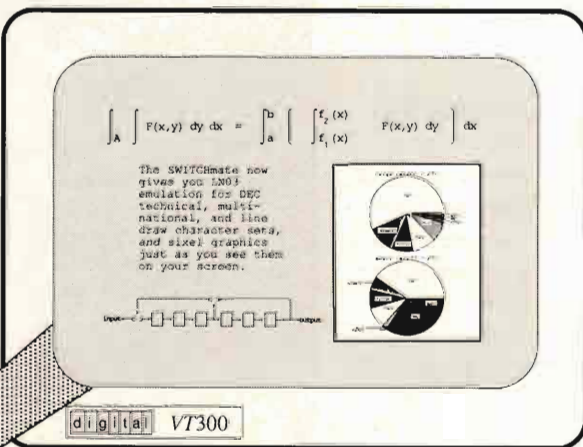 ∫A ∫ F(x,y) dy dx = ∫ba ( ∫f2(x)f1(x) F(x,y) dy ) dx
The SWITCHmate now
gives you LN03
emulation for DEC
technical, multi-
national, and line
draw character sets,
and sixel graphics
just as you see them
on your screen.
Input output
digital VT300